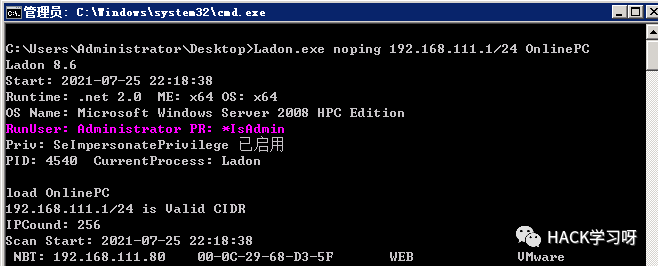 管理员: C:\Windows\system32\cmd.exe
C:\Users\Administrator\Desktop>Ladon.exe noping 192.168.111.1/24 OnlinePC
Ladon 8.6
Start: 2021-07-25 22:18:38
Runtime: .net 2.0 ME: x64 OS: x64
OS Name: Microsoft Windows Server 2008 HPC Edition
RunUser: Administrator PR: *IsAdmin
Priv: SeImpersonatePrivilege 已启用
PID: 4540 CurrentProcess: Ladon
load OnlinePC
192.168.111.1/24 is Valid CIDR
IPCound: 256
Scan Start: 2021-07-25 22:18:38
NBT: 192.168.111.80 00-0C-29-68-D3-5F WEB VMware
HACK学习呀